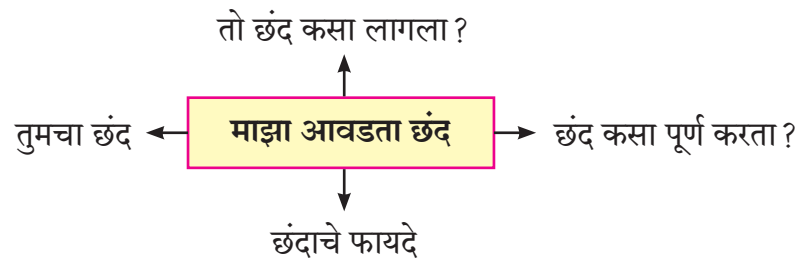 तो छंद कसा लागला?
तुमचा छंद
माझा आवडता छंद
छंद कसा पूर्ण करता?
छंदाचे फायदे